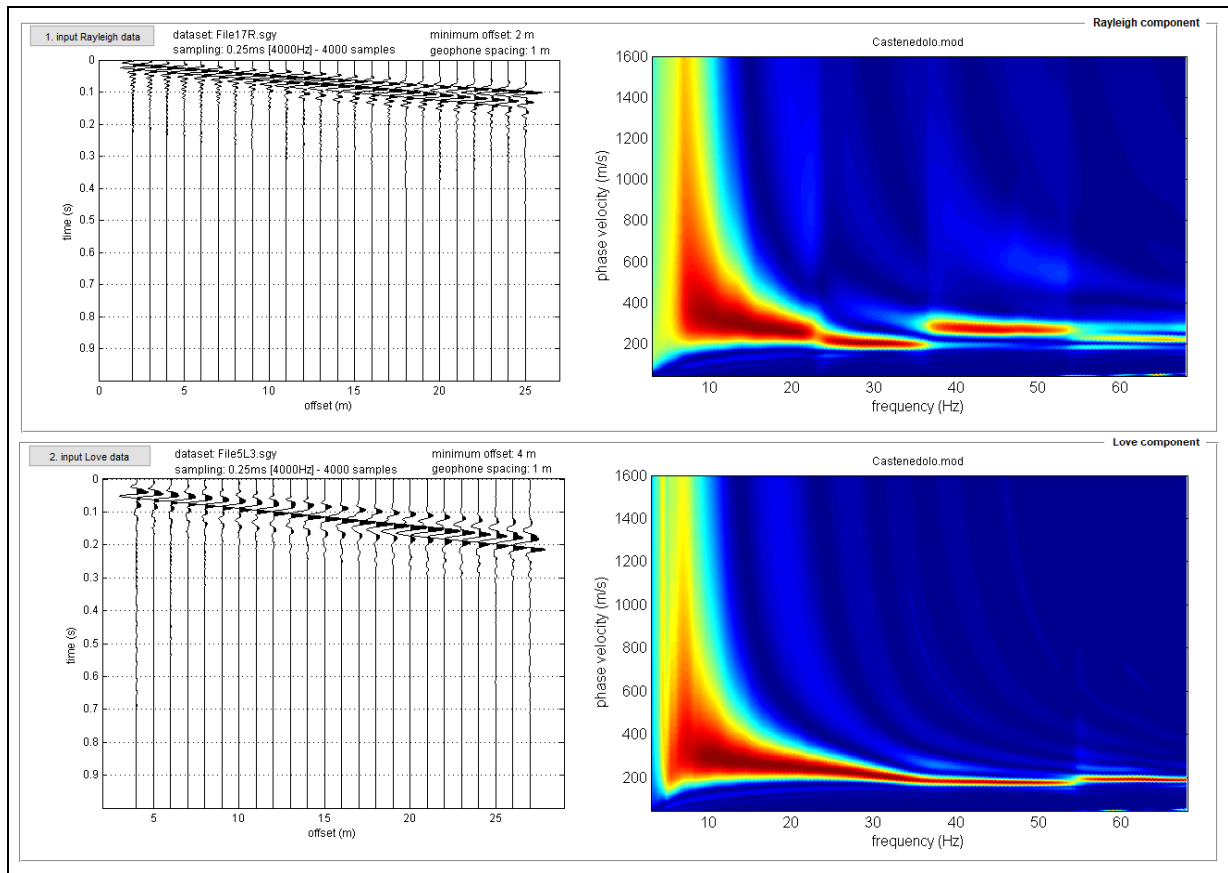 Rayleigh component
1. input Rayleigh data
dataset: File17R.sgy
minimum offset: 2 m
sampling: 0.25ms [4000Hz] - 4000 samples
geophone spacing: 1 m
0
0.1
0.2
0.3
0.4
0.5
0.6
0.7
0.8
0.9
time (s)
0 5 10 15 20 25
offset (m)
Castenedolo.mod
1600
1400
1200
1000
800
600
400
200
phase velocity (m/s)
10 20 30 40 50 60
frequency (Hz)
Love component
2. input Love data
dataset: File5L3.sgy
minimum offset: 4 m
sampling: 0.25ms [4000Hz] - 4000 samples
geophone spacing: 1 m
0
0.1
0.2
0.3
0.4
0.5
0.6
0.7
0.8
0.9
time (s)
5 10 15 20 25
offset (m)
Castenedolo.mod
1600
1400
1200
1000
800
600
400
200
phase velocity (m/s)
10 20 30 40 50 60
frequency (Hz)